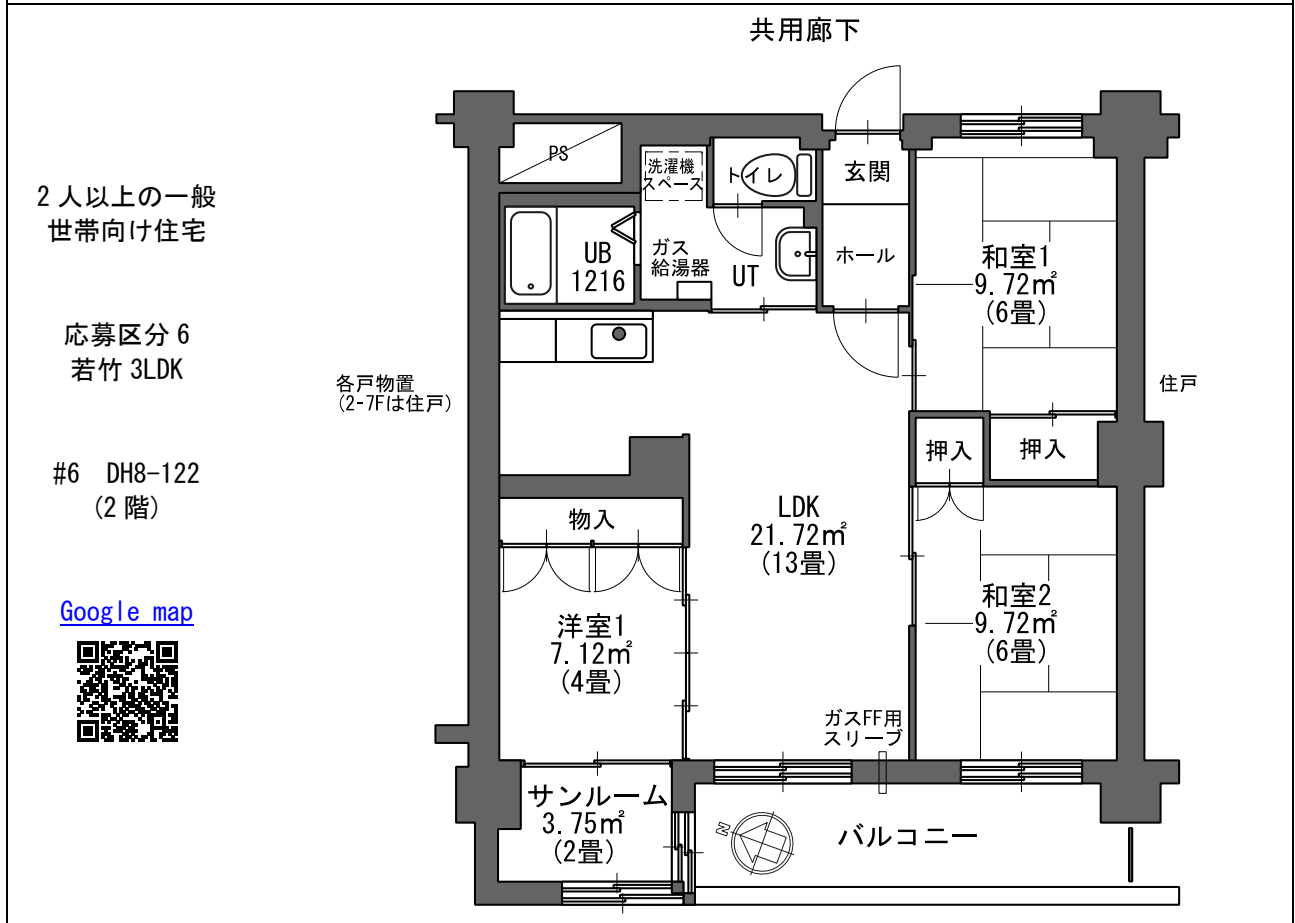 共用廊下
2人以上の一般
世帯向け住宅
応募区分6
若竹 3LDK
#6 DH8-122
(2階)
Google map
各戸物置
(2-7Fは住戸)
PS
洗濯機
スペース
トイレ
玄関
UB
1216
ガス
給湯器
UT
ホール
和室1
9.72㎡
(6畳)
住戸
押入
押入
物入
LDK
21.72㎡
(13畳)
洋室1
7.12㎡
(4畳)
和室2
9.72㎡
(6畳)
ガスFF用
スリーブ
サンルーム
3.75㎡
(2畳)
N
バルコニー